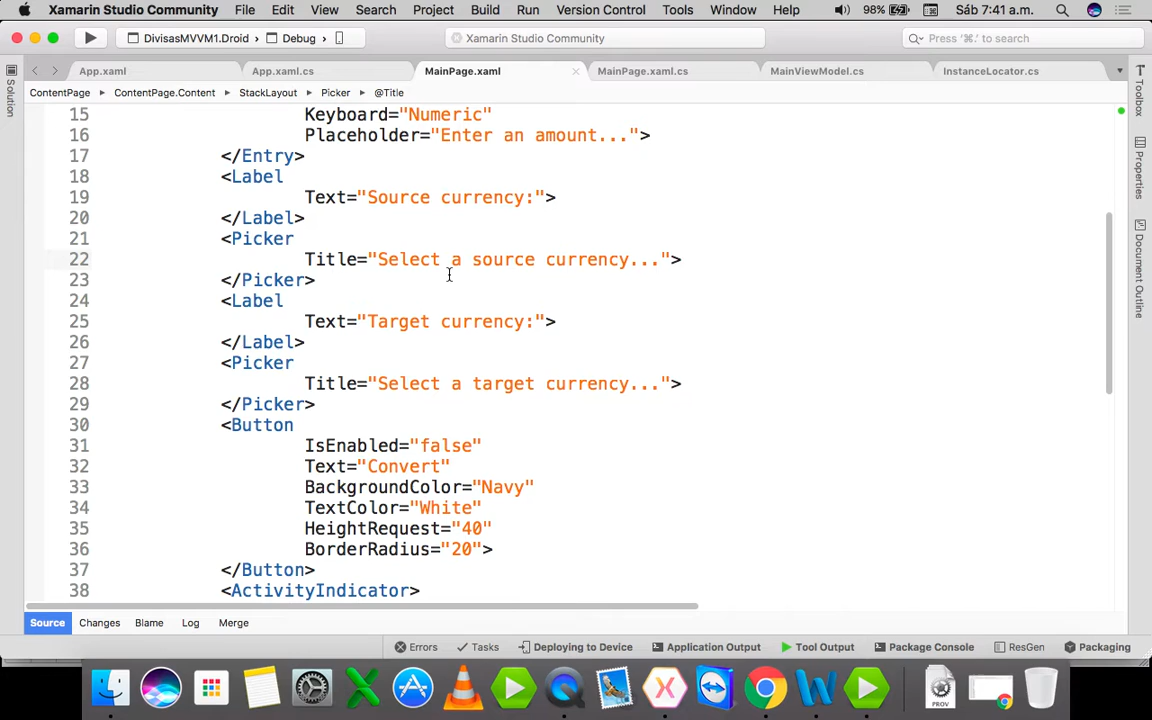 Xamarin Studio Community File Edit View Search Project Build Run Version Control Tools Window Help 98% Sáb 7:41 a.m.
DivisasMVVM1.Droid > Debug > Xamarin Studio Community Press '⌘.' to search
App.xaml App.xaml.cs MainPage.xaml MainPage.xaml.cs MainViewModel.cs InstanceLocator.cs
ContentPage ContentPage.Content StackLayout Picker @Title
Solution
Toolbox
Properties
Document Outline
15 Keyboard="Numeric"
16 Placeholder="Enter an amount...">
17 </Entry>
18 <Label
19 Text="Source currency:">
20 </Label>
21 <Picker
22 Title="Select a source currency...">
23 </Picker>
24 <Label
25 Text="Target currency:">
26 </Label>
27 <Picker
28 Title="Select a target currency...">
29 </Picker>
30 <Button
31 IsEnabled="false"
32 Text="Convert"
33 BackgroundColor="Navy"
34 TextColor="White"
35 HeightRequest="40"
36 BorderRadius="20">
37 </Button>
38 <ActivityIndicator>
Source Changes Blame Log Merge
Errors Tasks Deploying to Device Application Output Tool Output Package Console ResGen Packaging
PROV